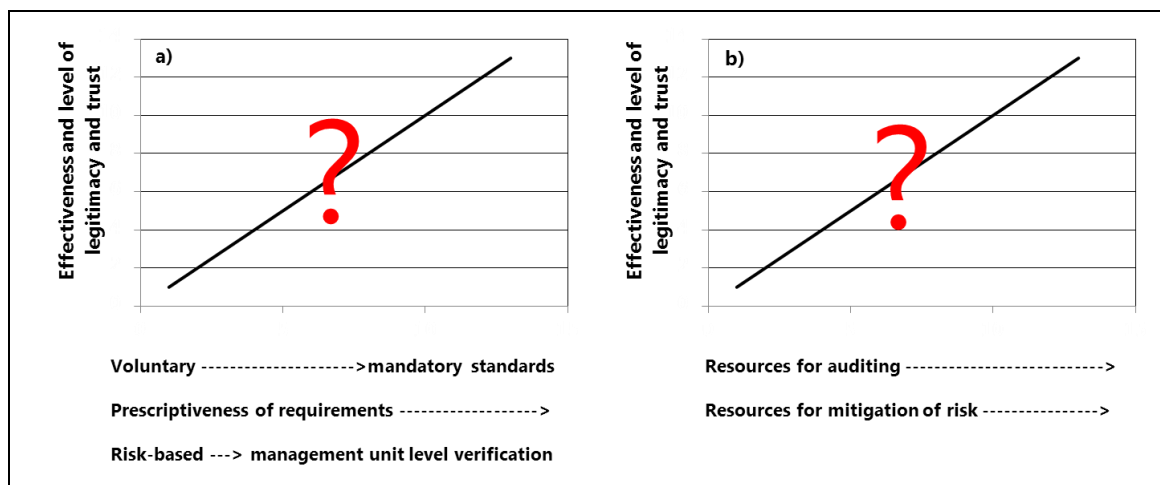 a)
Effectiveness and level of
legitimacy and trust
?
Voluntary --------------------->mandatory standards
Prescriptiveness of requirements ------------------->
Risk-based ---> management unit level verification
b)
Effectiveness and level of
legitimacy and trust
?
Resources for auditing ---------------------------->
Resources for mitigation of risk ----------------->